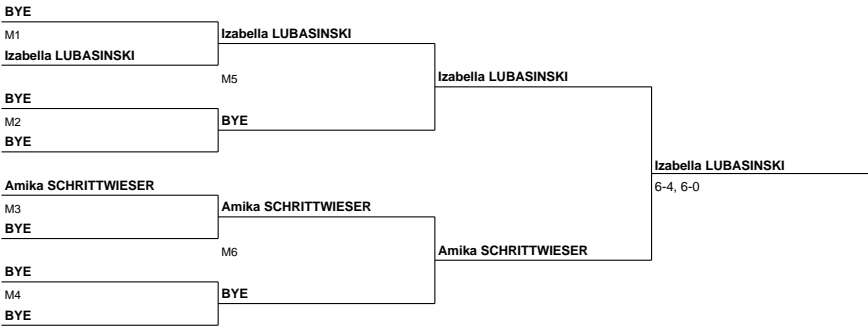 BYE
M1
Izabella LUBASINSKI
Izabella LUBASINSKI
M5
Izabella LUBASINSKI
BYE
M2
BYE
BYE
Izabella LUBASINSKI
6-4, 6-0
Amika SCHRITTWIESER
M3
BYE
Amika SCHRITTWIESER
M6
Amika SCHRITTWIESER
BYE
M4
BYE
BYE